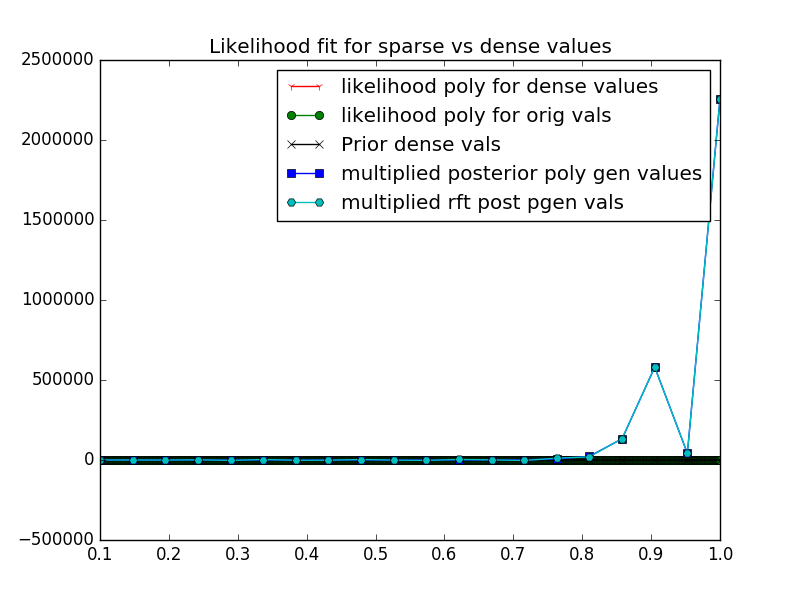 Likelihood fit for sparse vs dense values
2500000
2000000
1500000
1000000
500000
0
−500000
likelihood poly for dense values
likelihood poly for orig vals
Prior dense vals
multiplied posterior poly gen values
multiplied rft post pgen vals
0.1 0.2 0.3 0.4 0.5 0.6 0.7 0.8 0.9 1.0